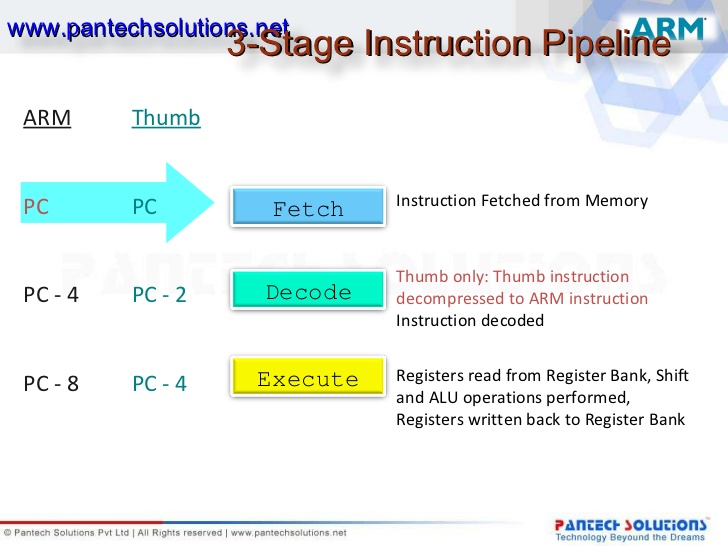 www.pantechsolutions.net
3-Stage Instruction Pipeline
ARM
ARM Thumb
PC PC Fetch Instruction Fetched from Memory
PANTECH SOLUTIONS
PC - 4 PC - 2 Decode Thumb only: Thumb instruction
decompressed to ARM instruction
Instruction decoded
PC - 8 PC - 4 Execute Registers read from Register Bank, Shift
and ALU operations performed,
Registers written back to Register Bank
© Pantech Solutions Pvt Ltd | All Rights reserved | www.pantechsolutions.net
PANTECH SOLUTIONS
Technology Beyound the Dreams